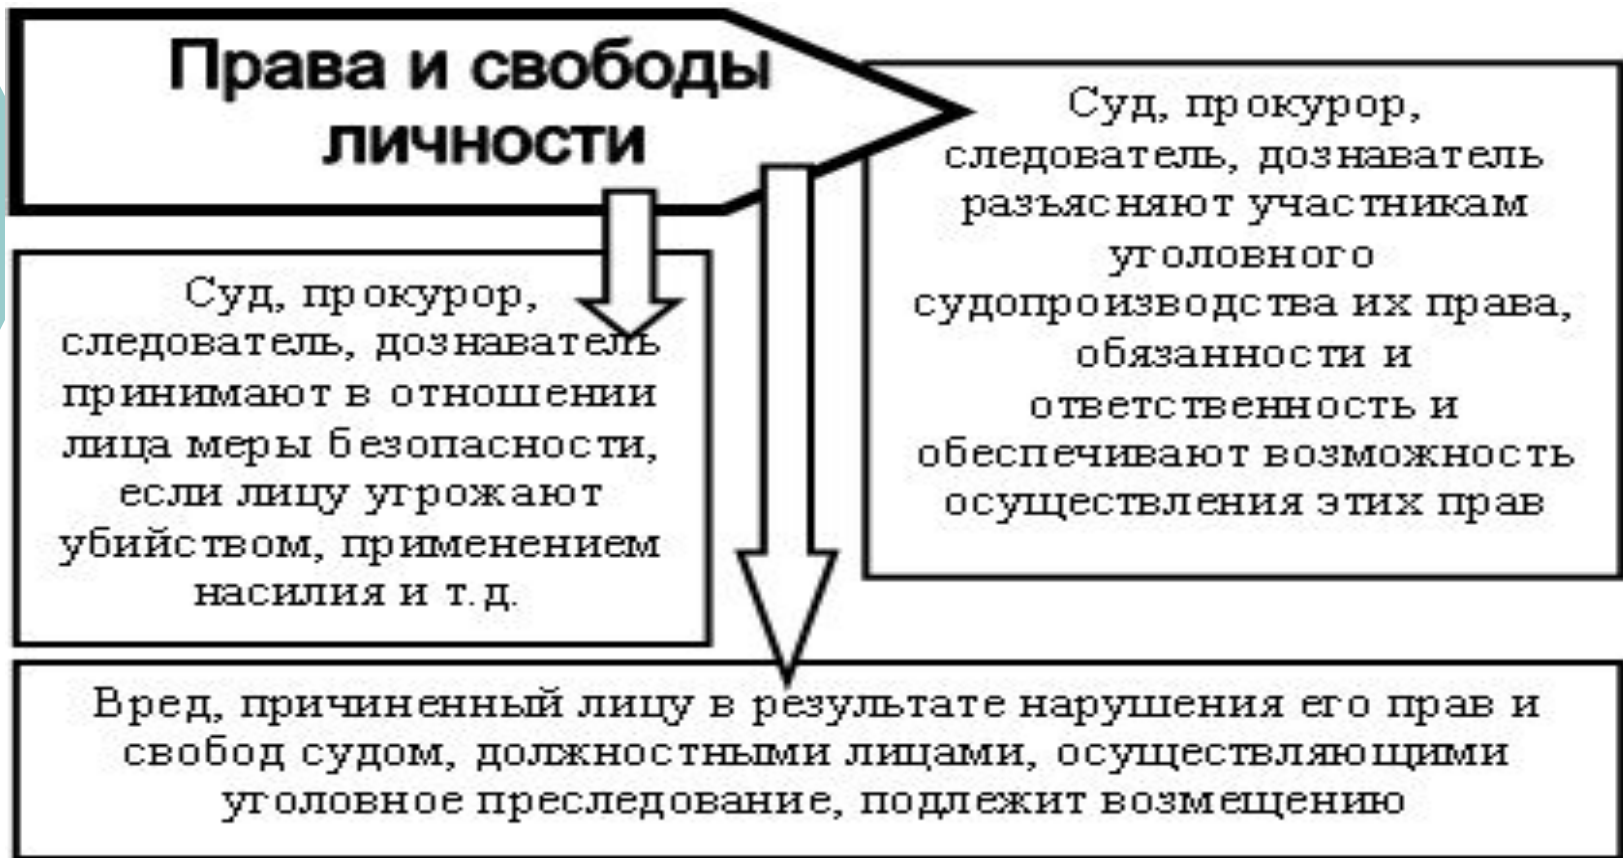 Права и свободы
личности
Суд, прокурор,
следователь, дознаватель
разъясняют участникам
уголовного
судопроизводства их права,
обязанности и
ответственность и
обеспечивают возможность
осуществления этих прав
Суд, прокурор,
следователь, дознаватель
принимают в отношении
лица меры безопасности,
если лицу угрожают
убийством, применением
насилия и т.д.
Вред, причиненный лицу в результате нарушения его прав и
свобод судом, должностными лицами, осуществляющими
уголовное преследование, подлежит возмещению